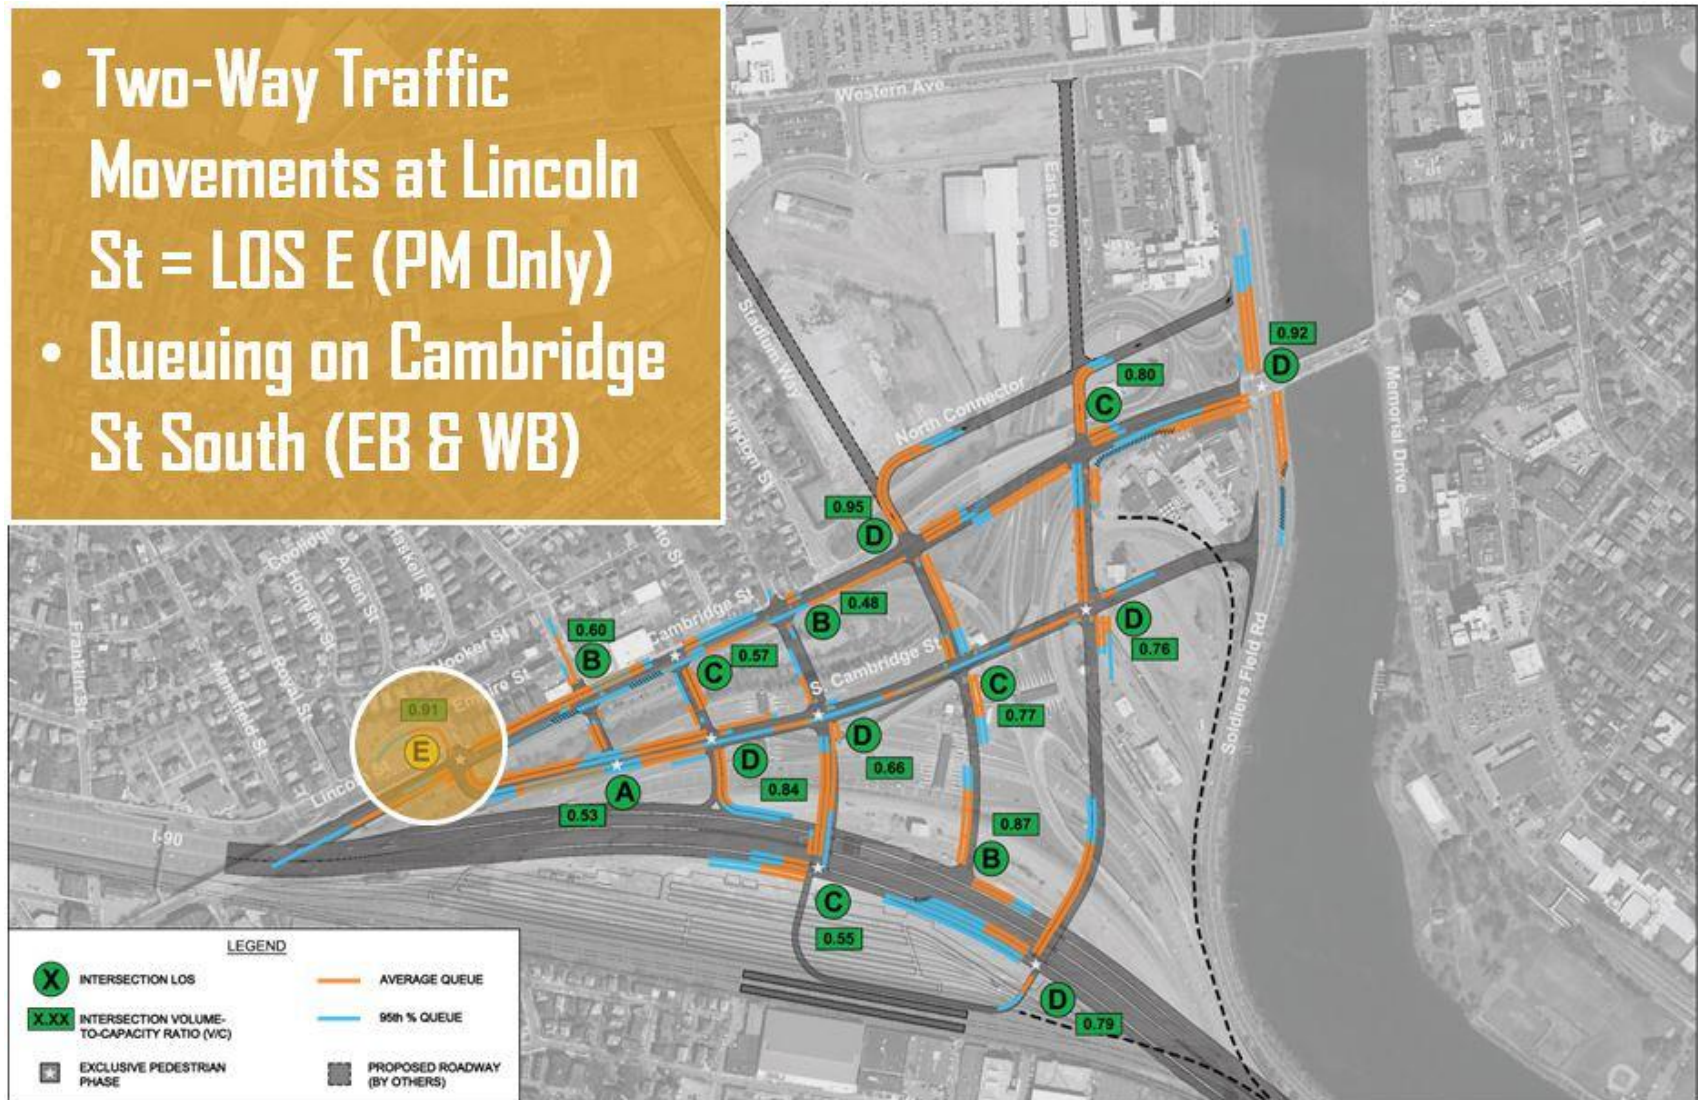 • Two-Way Traffic
Movements at Lincoln
St = LOS E (PM Only)
• Queuing on Cambridge
St South (EB & WB)
Western Ave
East Drive
Stadium Way
Windom St
North Connector
Memorial Drive
Soldiers Field Rd
0.92
D
0.80
C
0.95
D
0.48
B
Cambridge St
0.57
C
0.60
B
S. Cambridge St
D
0.76
C
0.77
D
0.66
D
0.84
A
0.53
0.91
E
0.87
B
C
0.55
D
0.79
Franklin St
Mansfield St
Royal St
Holman St
Arden St
Coolidge
Haskell St
Hooker St
Empire St
Lincoln St
I-90
LEGEND
X INTERSECTION LOS
X.XX INTERSECTION VOLUME-
TO-CAPACITY RATIO (V/C)
EXCLUSIVE PEDESTRIAN
PHASE
AVERAGE QUEUE
95th % QUEUE
PROPOSED ROADWAY
(BY OTHERS)